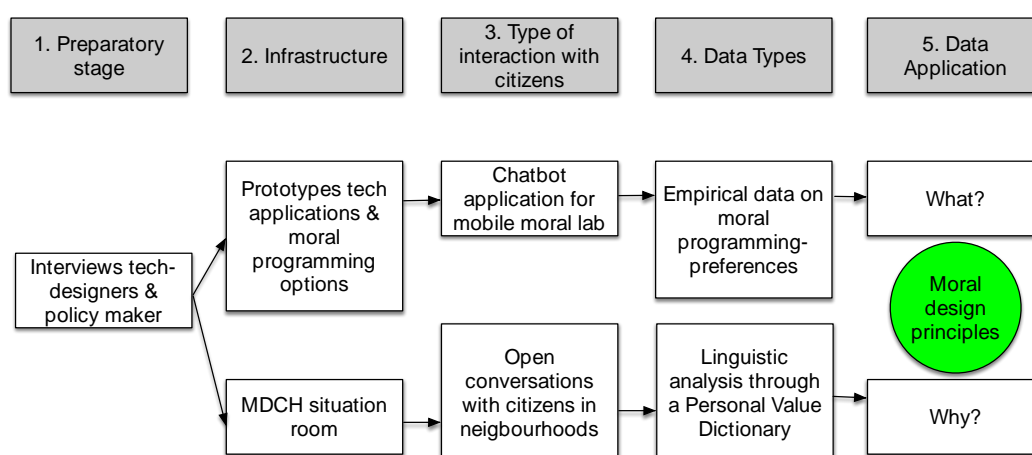 1. Preparatory
stage
2. Infrastructure
3. Type of
interaction with
citizens
4. Data Types
5. Data
Application
Interviews tech-
designers &
policy maker
Prototypes tech
applications &
moral
programming
options
Chatbot
application for
mobile moral lab
Empirical data on
moral
programming-
preferences
What?
Moral
design
principles
MDCH situation
room
Open
conversations
with citizens in
neigbourhoods
Linguistic
analysis through
a Personal Value
Dictionary
Why?